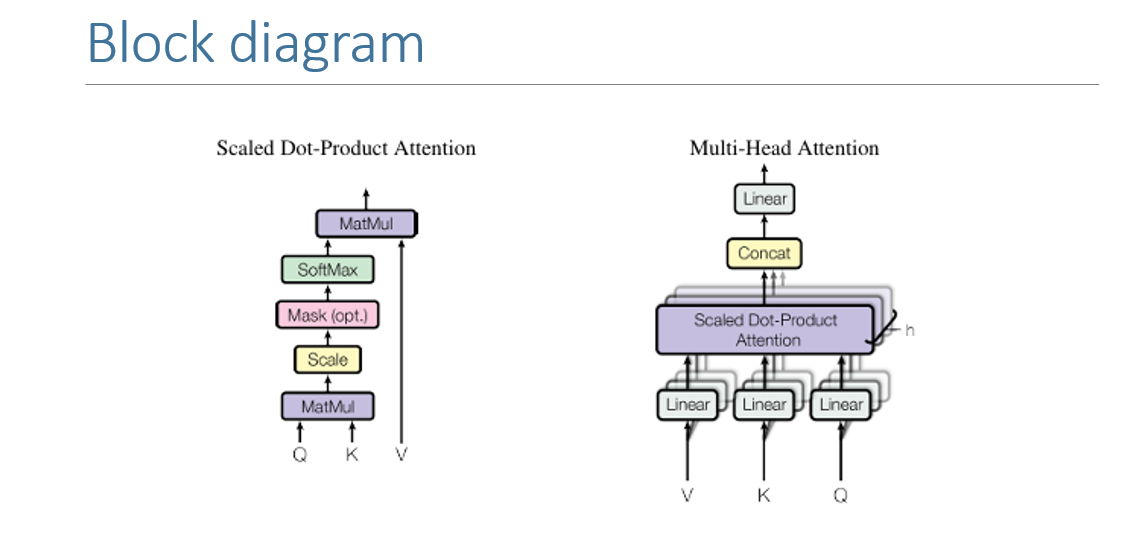 Block diagram
Scaled Dot-Product Attention
MatMul
SoftMax
Mask (opt.)
Scale
MatMul
Q K V
Multi-Head Attention
Linear
Concat
Scaled Dot-Product
Attention
h
Linear Linear Linear
V K Q